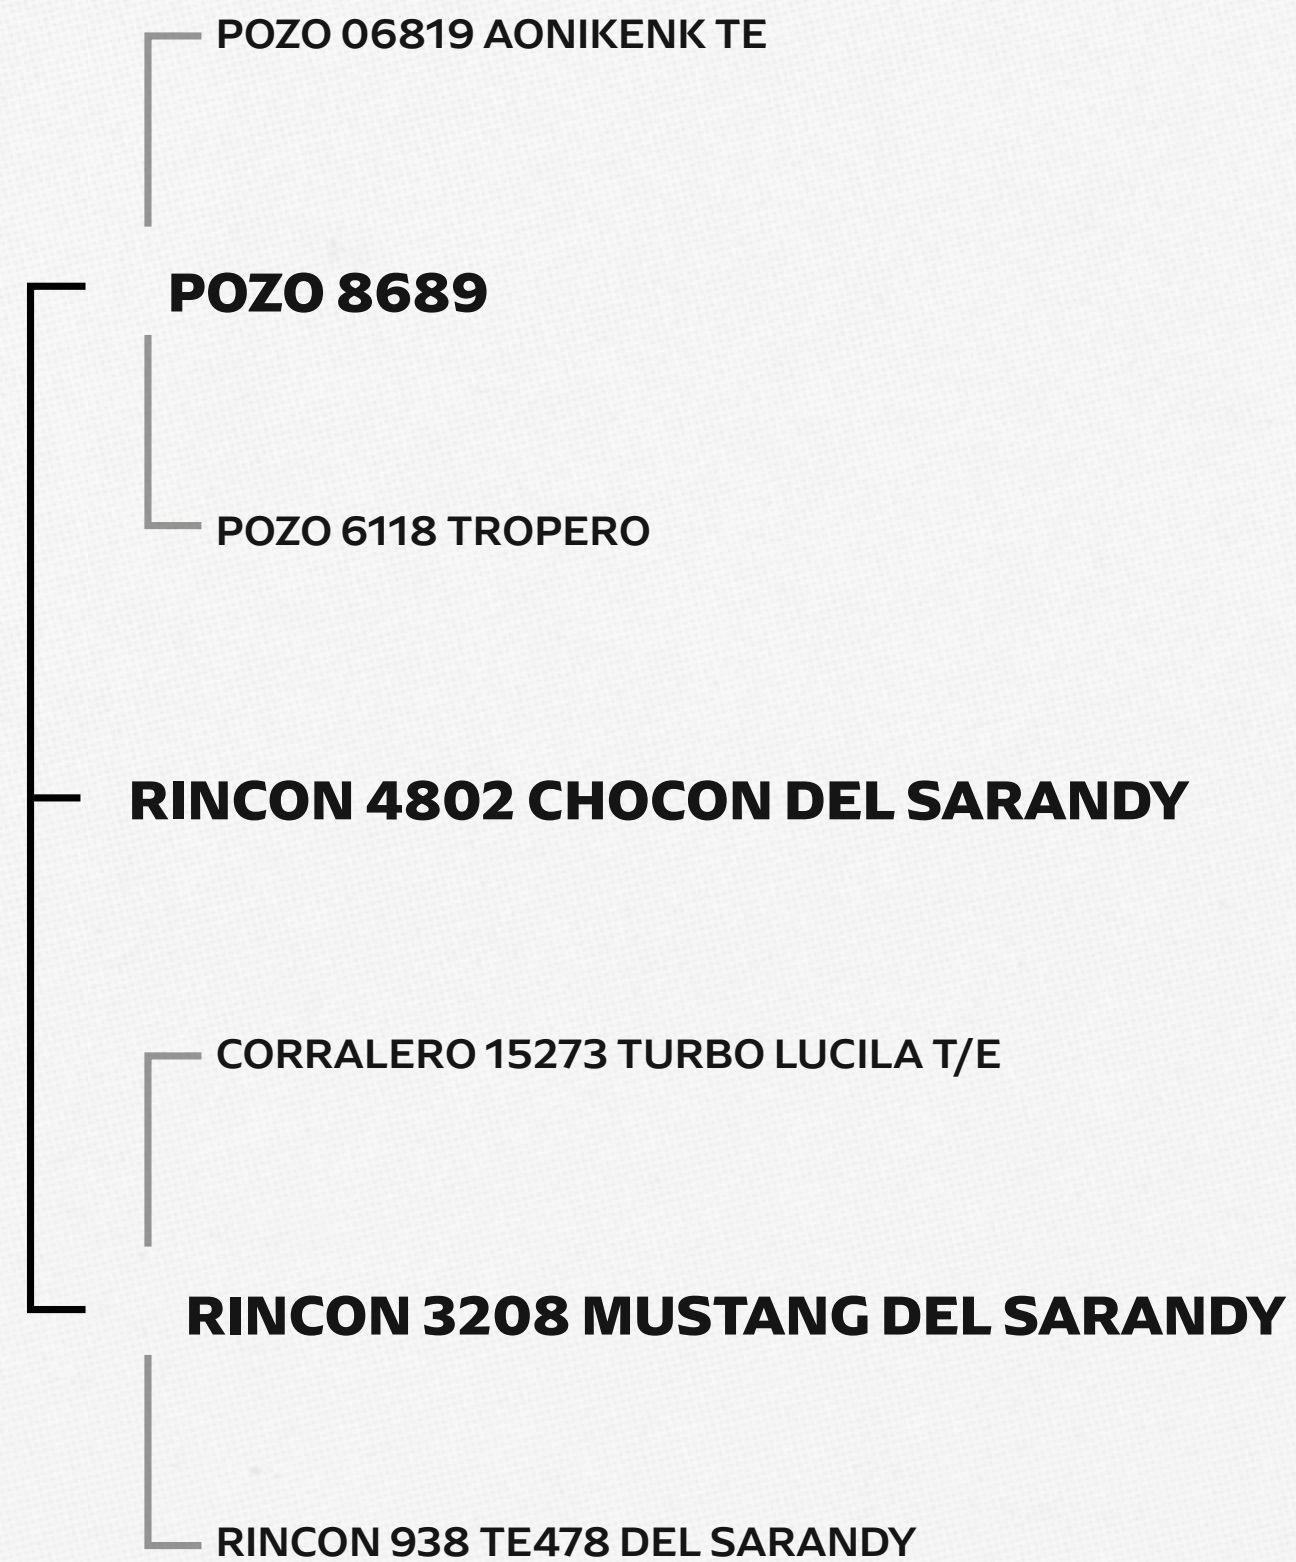 POZO 06819 AONIKENK TE
POZO 8689
POZO 6118 TROPERO
RINCON 4802 CHOCON DEL SARANDY
CORRALERO 15273 TURBO LUCILA T/E
RINCON 3208 MUSTANG DEL SARANDY
RINCON 938 TE478 DEL SARANDY